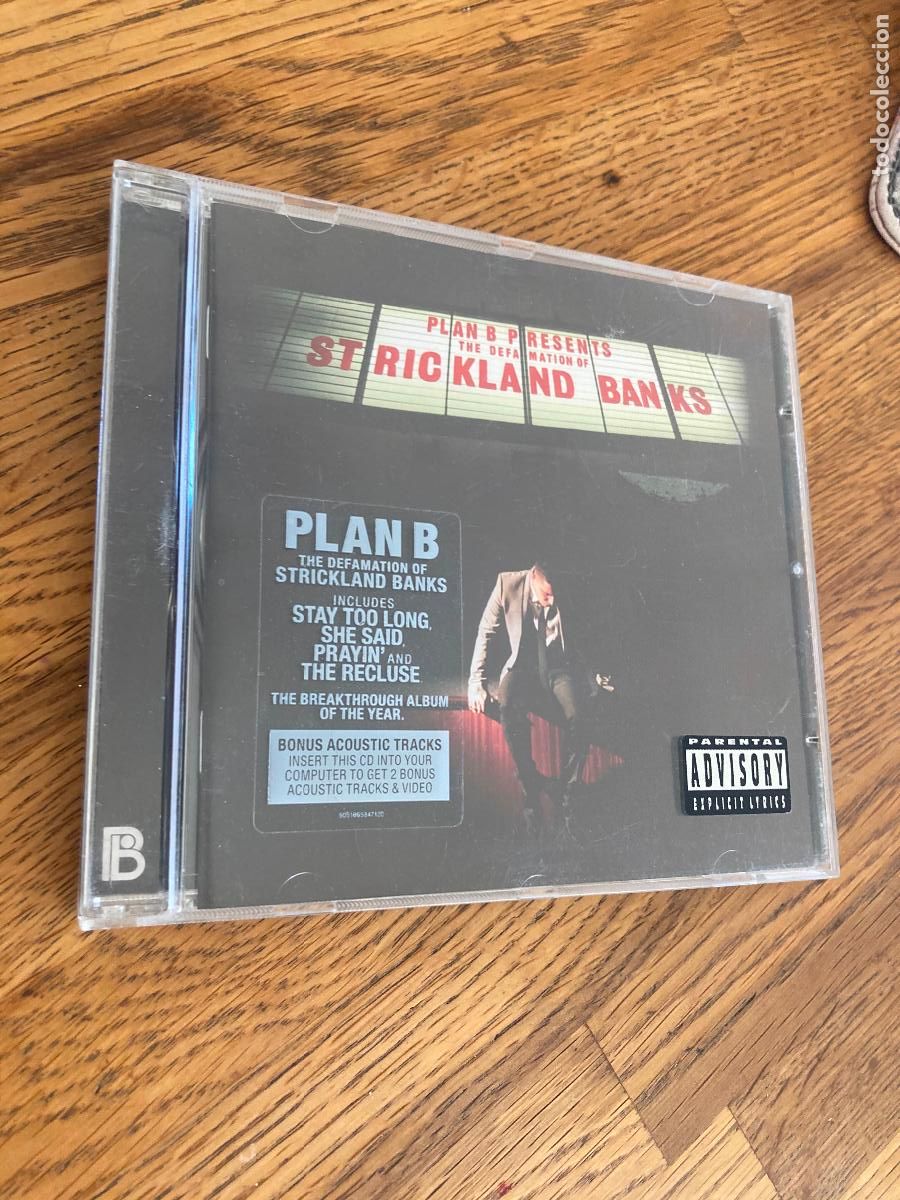 todocoleccion
PLAN B PRESENTS
THE DEFAMATION OF
STRICKLAND BANKS
PLAN B
THE DEFAMATION OF
STRICKLAND BANKS
INCLUDES
STAY TOO LONG,
SHE SAID,
PRAYIN' AND
THE RECLUSE
THE BREAKTHROUGH ALBUM
OF THE YEAR.
BONUS ACOUSTIC TRACKS
INSERT THIS CD INTO YOUR
COMPUTER TO GET 2 BONUS
ACOUSTIC TRACKS & VIDEO
PARENTAL
ADVISORY
EXPLICIT LYRICS
B